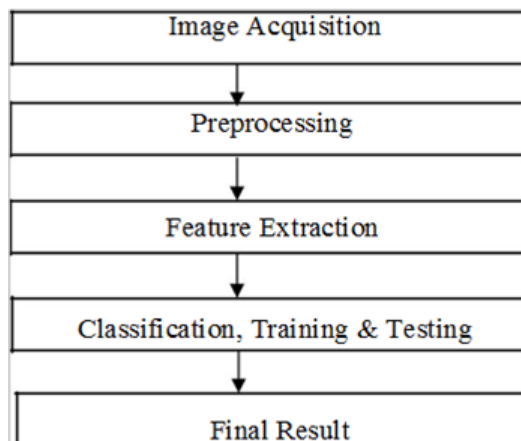 Image Acquisition
Preprocessing
Feature Extraction
Classification, Training & Testing
Final Result